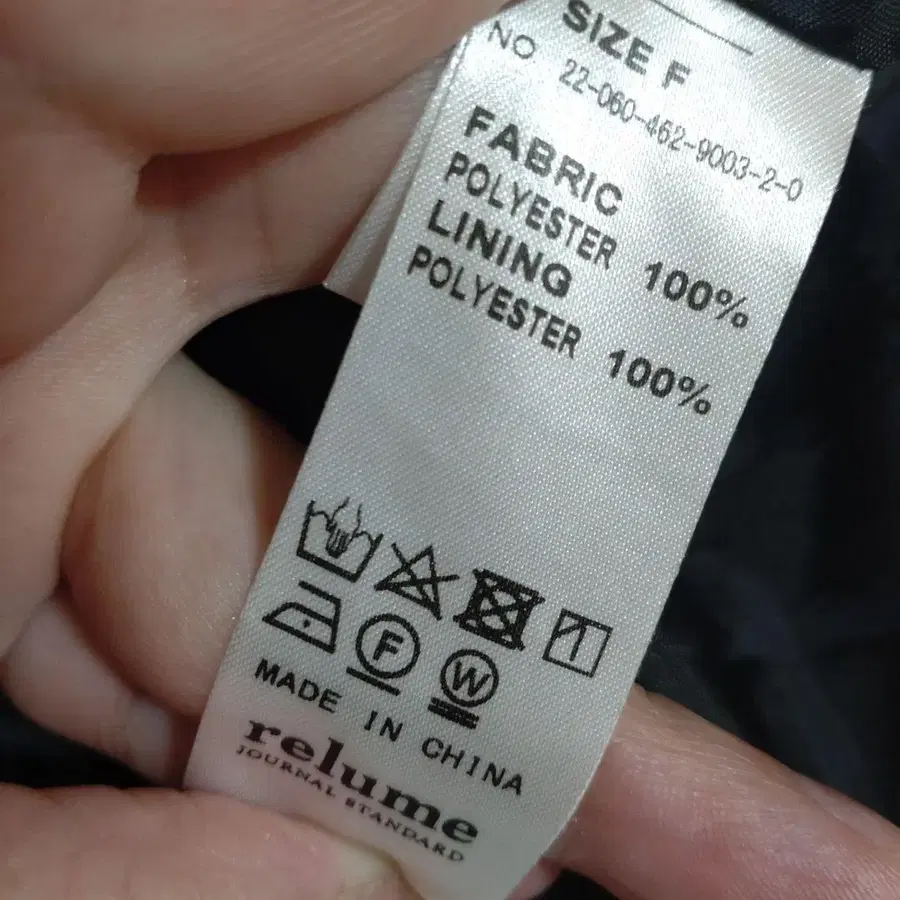 SIZE F
NO 22-060-462-9003-2-0
FABRIC
POLYESTER 100%
LINING
POLYESTER 100%
F
W
MADE IN CHINA
relume
JOURNAL STANDARD